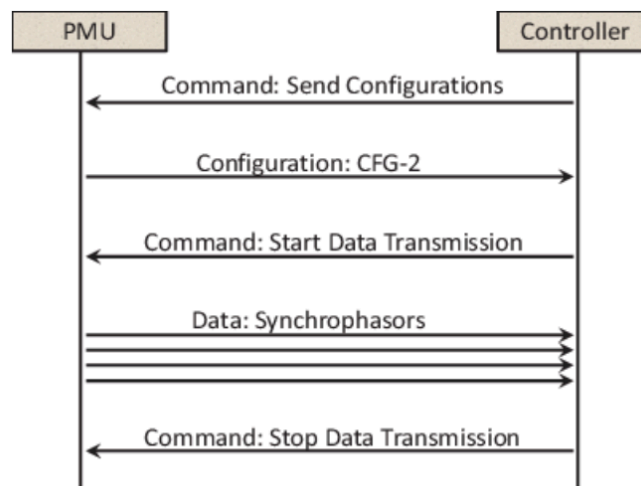 PMU
Controller
Command: Send Configurations
Configuration: CFG-2
Command: Start Data Transmission
Data: Synchrophasors
Command: Stop Data Transmission